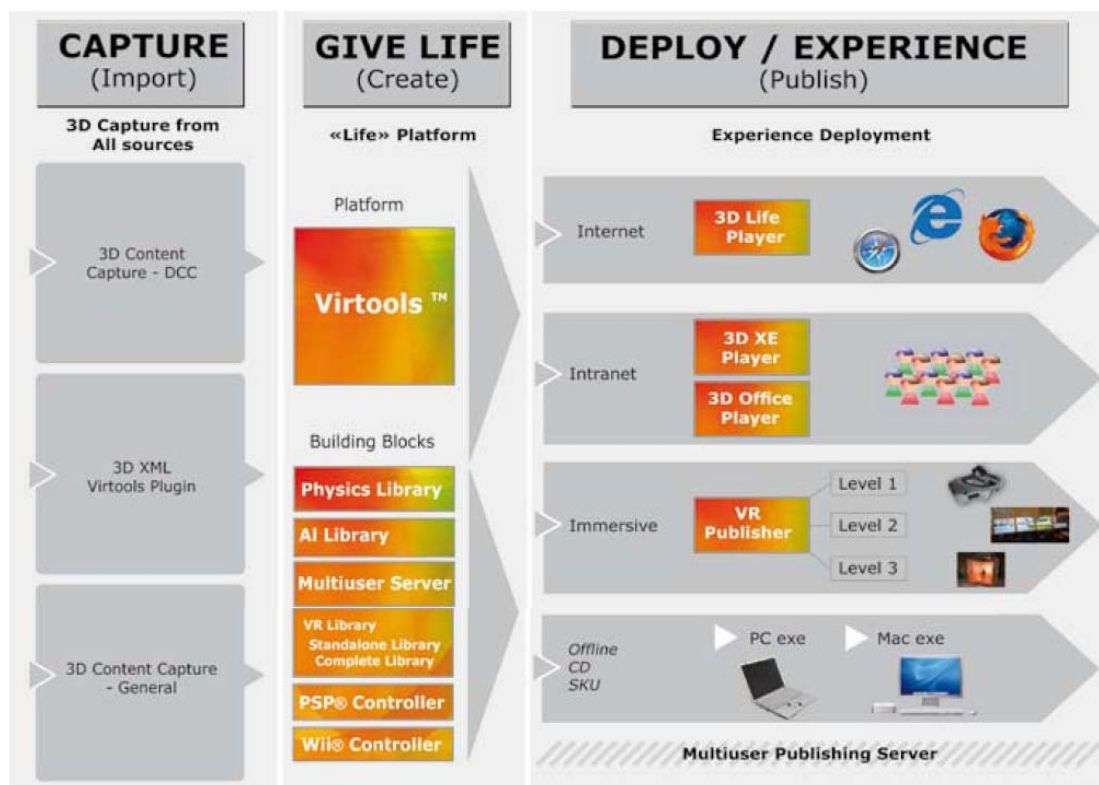 CAPTURE
(Import)
3D Capture from
All sources
3D Content
Capture - DCC
3D XML
Virtools Plugin
3D Content Capture
- General
GIVE LIFE
(Create)
«Life» Platform
Platform
Virtools ™
Building Blocks
Physics Library
AI Library
Multiuser Server
VR Library
Standalone Library
Complete Library
PSP® Controller
Wii® Controller
DEPLOY / EXPERIENCE
(Publish)
Experience Deployment
Internet
3D Life
Player
Intranet
3D XE
Player
3D Office
Player
Immersive
VR
Publisher
Level 1
Level 2
Level 3
Offline
CD
SKU
PC exe
Mac exe
Multiuser Publishing Server